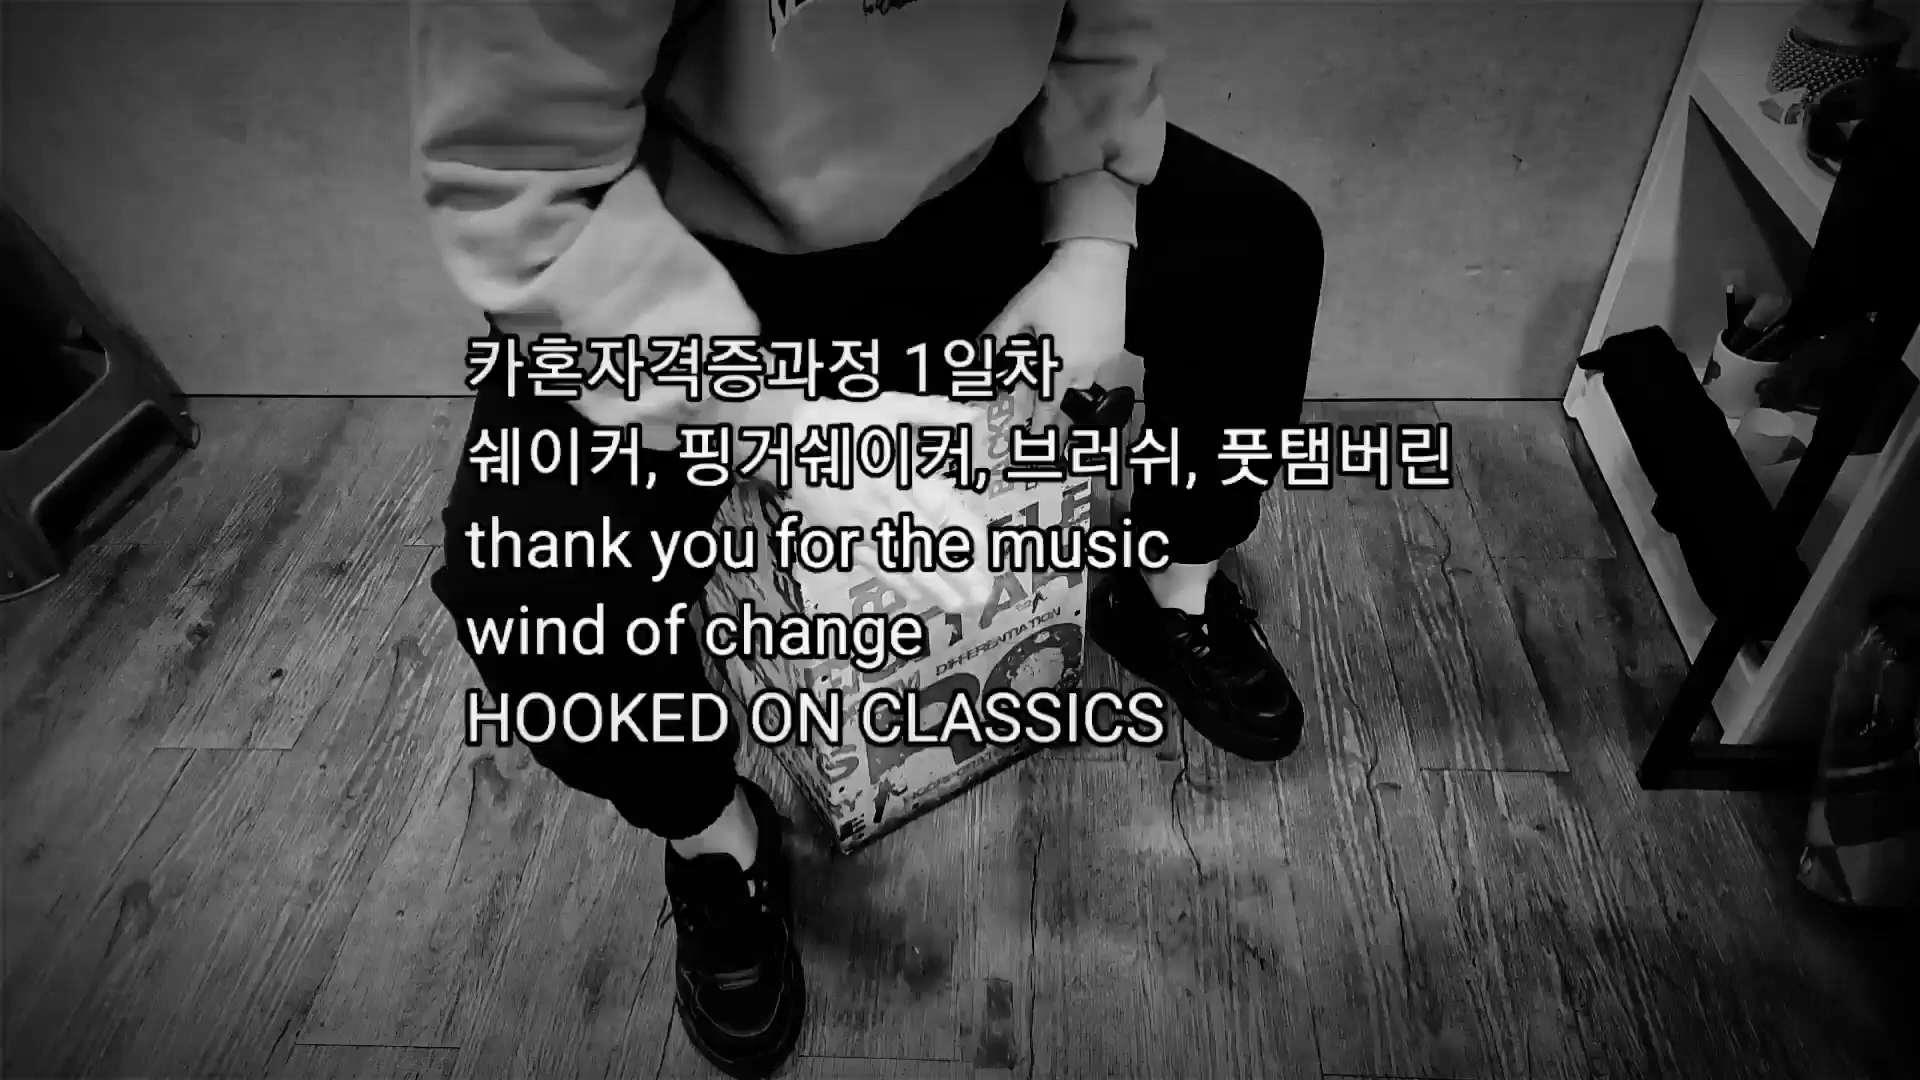 카혼자격증과정 1일차
쉐이커, 핑거쉐이커, 브러쉬, 풋탬버린
thank you for the music
wind of change
HOOKED ON CLASSICS
DIFFERENTIATION